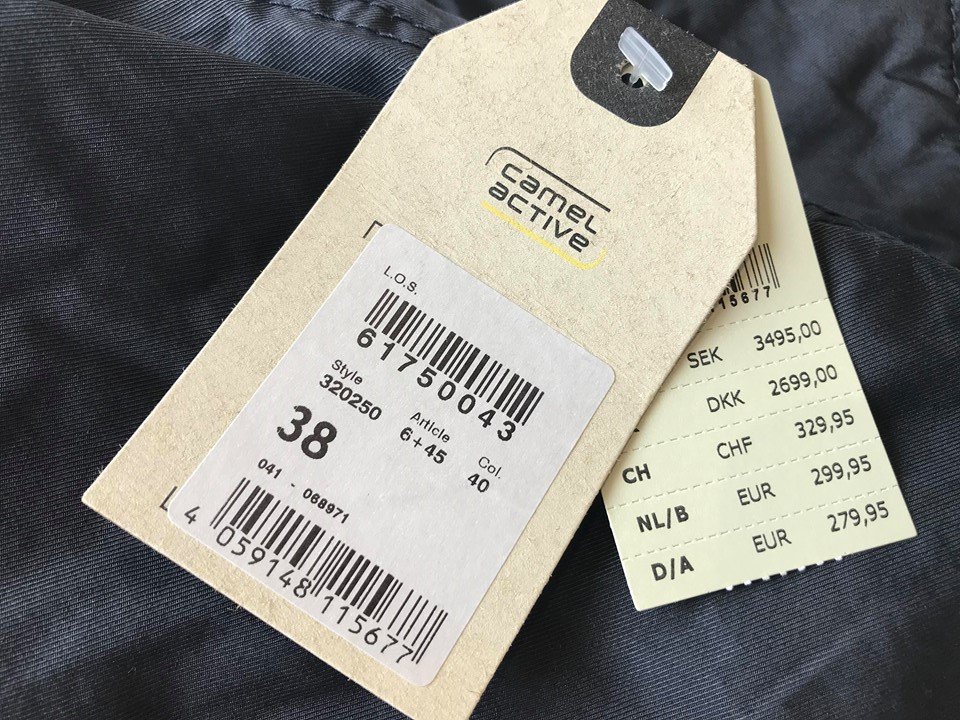 camel
active
L.O.S.
61750043
Style
320250
Article
6+45
Col.
40
38
041 - 068971
4 059148 115677
15677
SEK 3495,00
DKK 2699,00
CH CHF 329,95
NL/B EUR 299,95
D/A EUR 279,95